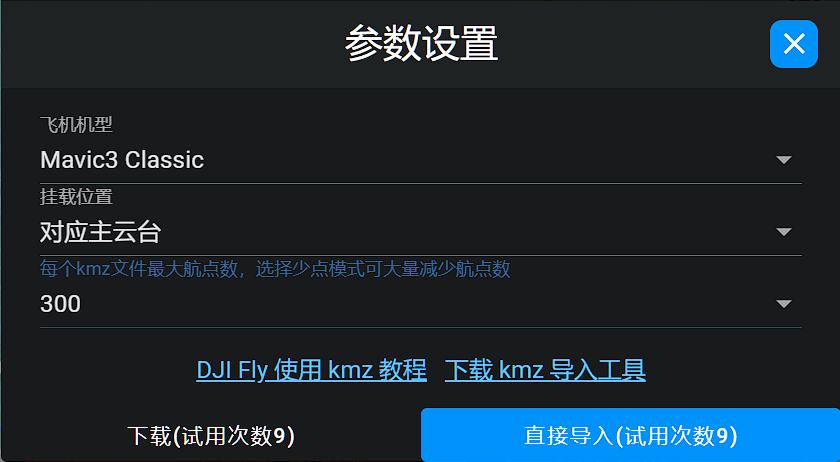 参数设置
飞机机型
Mavic3 Classic
挂载位置
对应主云台
每个kmz文件最大航点数，选择少点模式可大量减少航点数
300
DJI Fly 使用 kmz 教程 下载 kmz 导入工具
下载(试用次数9) 直接导入(试用次数9)